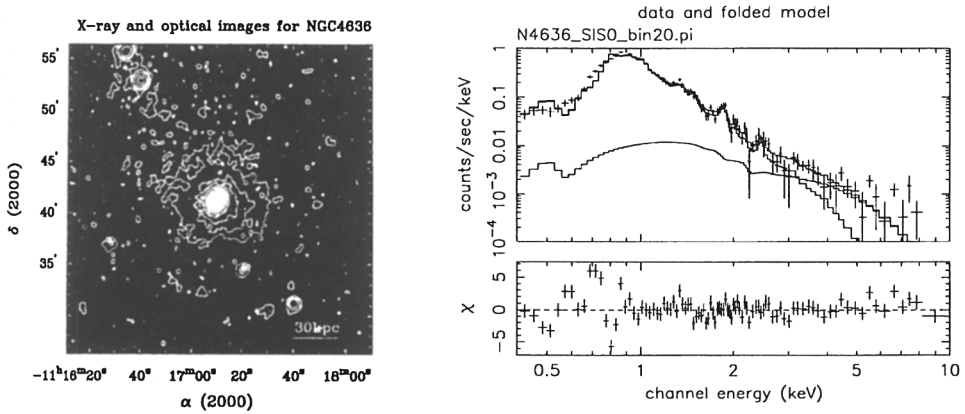 X-ray and optical images for NGC4636
55'
50'
45'
40'
35'
δ (2000)
30kpc
-11ʰ16ᵐ20ˢ 40ˢ 17ᵐ00ˢ 20ˢ 40ˢ 18ᵐ00ˢ
α (2000)
data and folded model
N4636_SIS0_bin20.pi
counts/sec/keV
1
0.1
0.01
10⁻³
10⁻⁴
χ
5
0
-5
0.5 1 2 5 10
channel energy (keV)